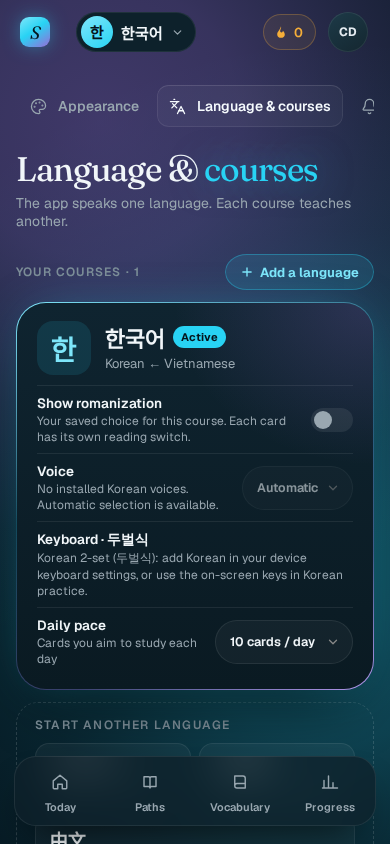 S
한
한국어
0
CD
Appearance
Language & courses
Language & courses
The app speaks one language. Each course teaches
another.
YOUR COURSES · 1
+ Add a language
한
한국어
Active
Korean ← Vietnamese
Show romanization
Your saved choice for this course. Each card
has its own reading switch.
Voice
No installed Korean voices.
Automatic selection is available.
Automatic
Keyboard · 두벌식
Korean 2-set (두벌식): add Korean in your device
keyboard settings, or use the on-screen keys in Korean
practice.
Daily pace
Cards you aim to study each
day
10 cards / day
START ANOTHER LANGUAGE
Today
Paths
Vocabulary
Progress
中文